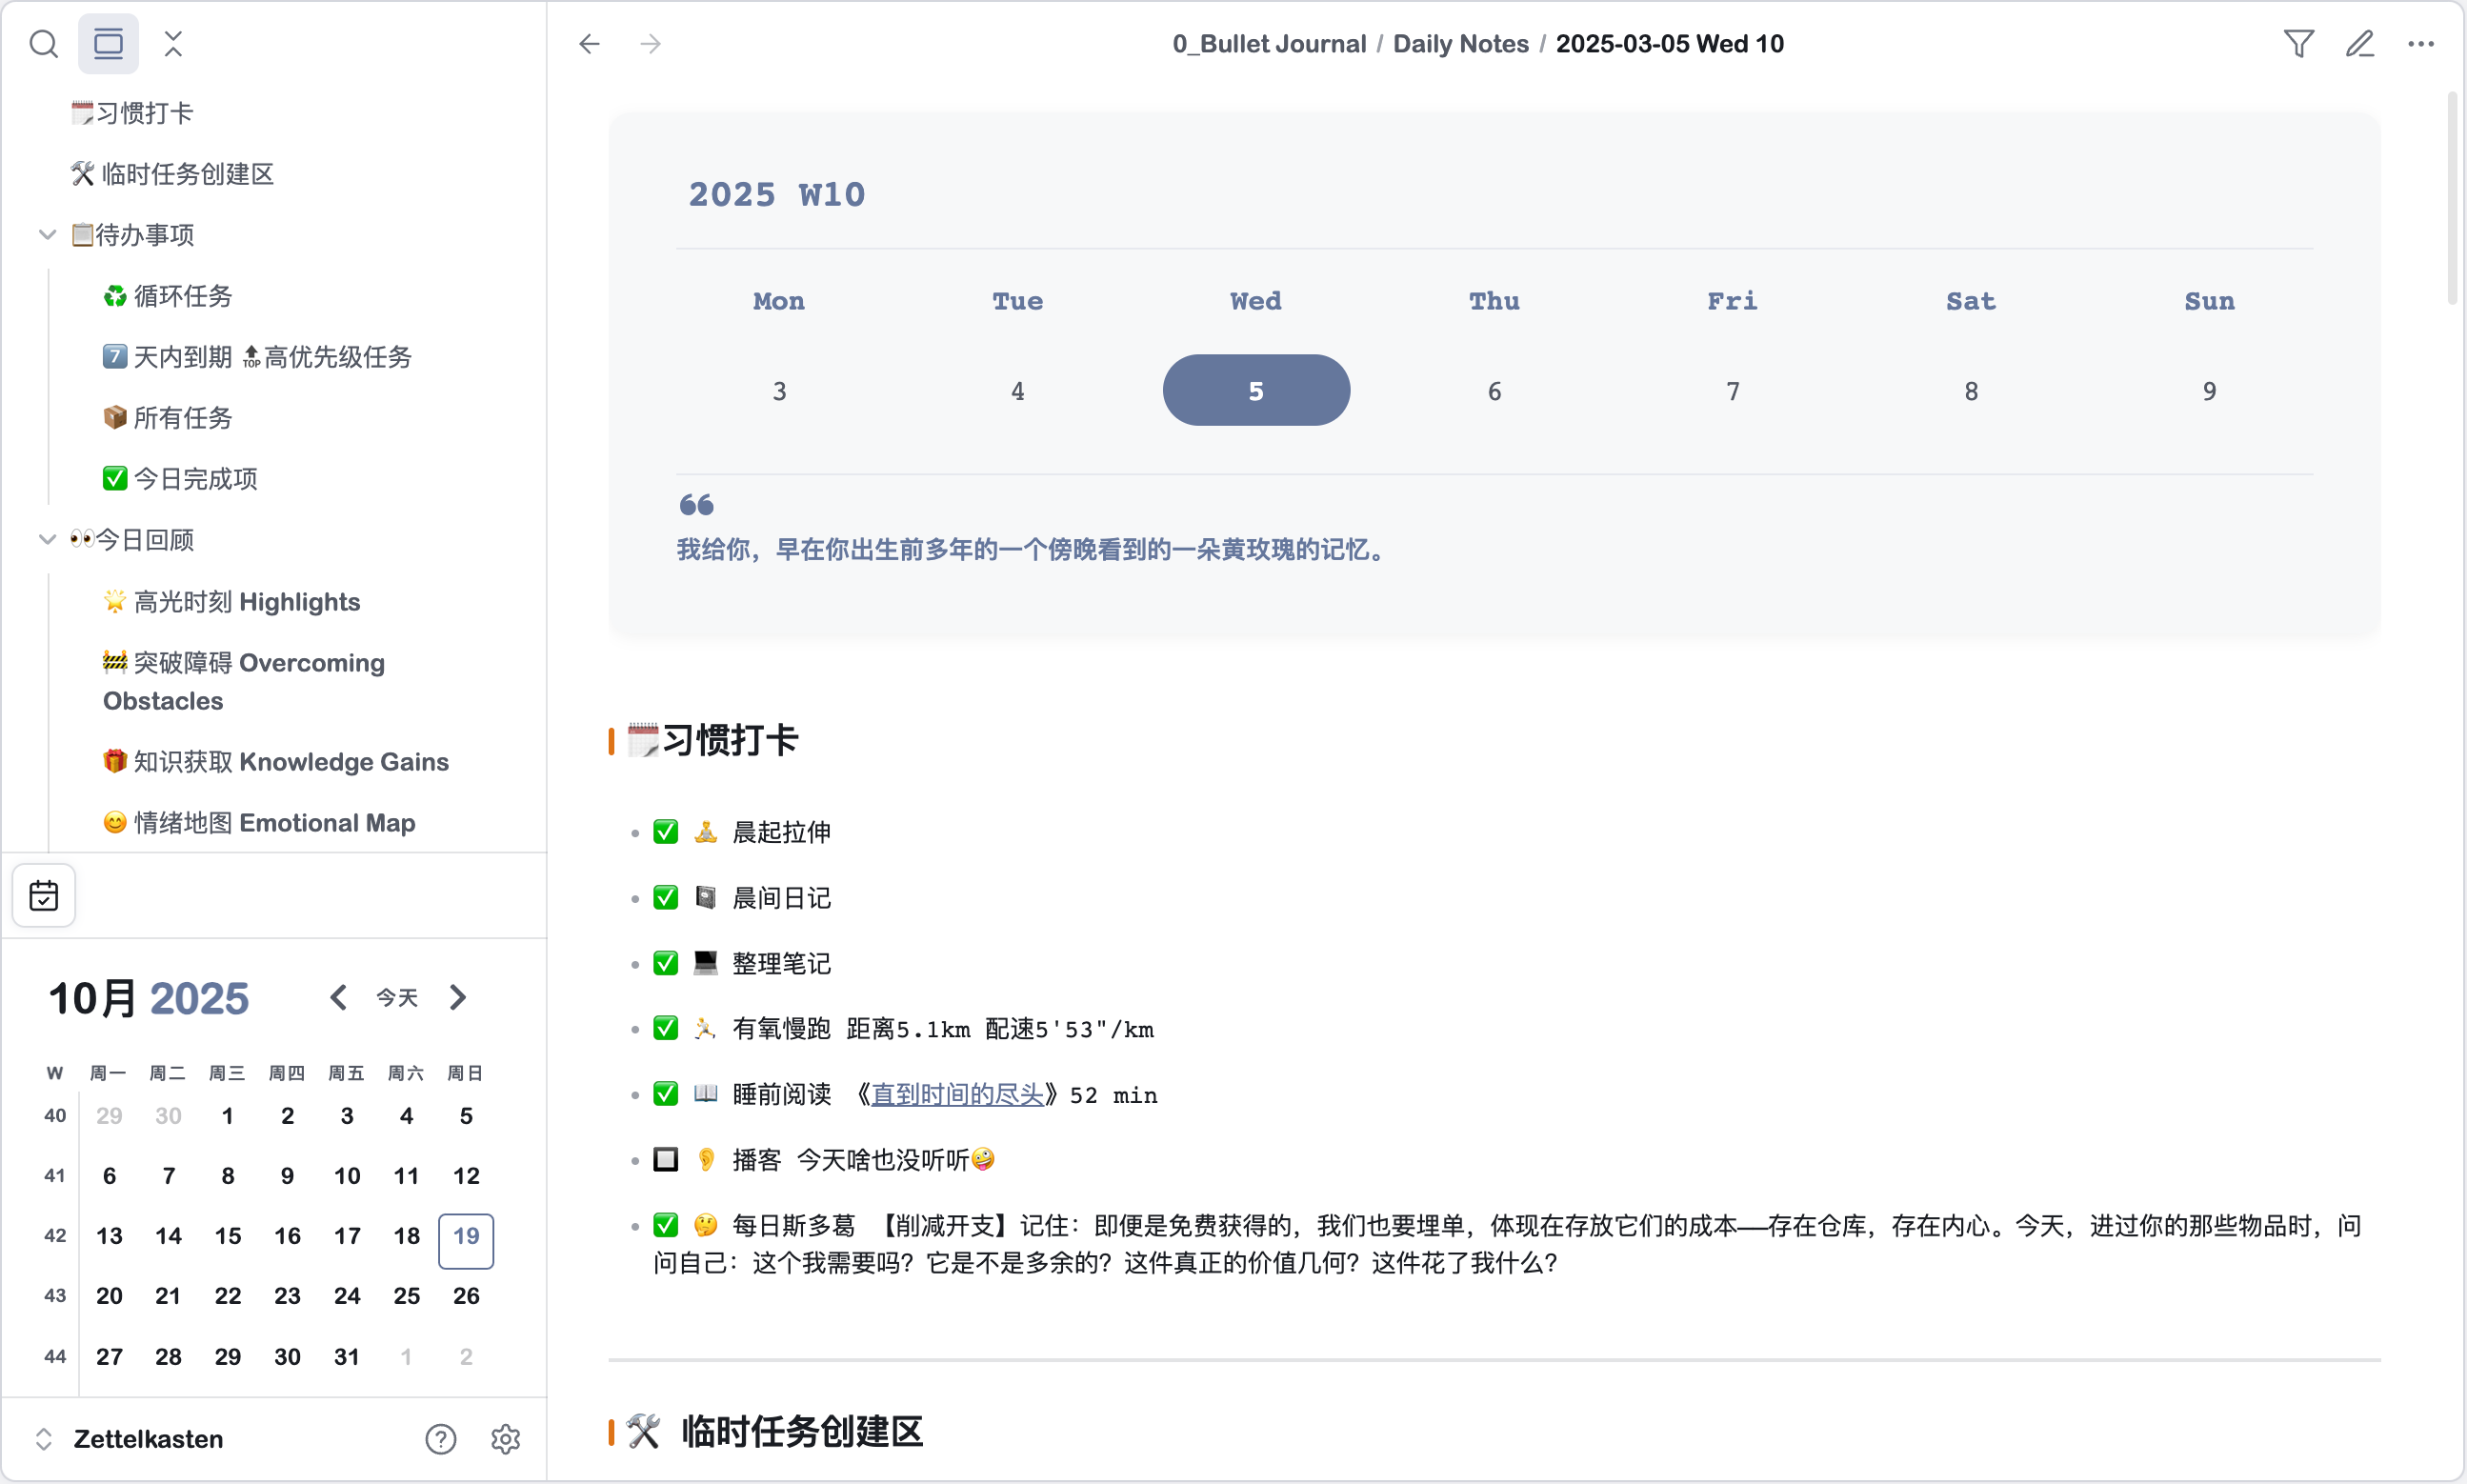 🗓️习惯打卡
🛠️ 临时任务创建区
📋待办事项
♻️ 循环任务
7️⃣ 天内到期 🔝高优先级任务
📦 所有任务
✅ 今日完成项
👀今日回顾
🌟 高光时刻 Highlights
🚧 突破障碍 Overcoming
Obstacles
🎁 知识获取 Knowledge Gains
😊 情绪地图 Emotional Map
10月 2025
今天
W 周一 周二 周三 周四 周五 周六 周日
40 29 30 1 2 3 4 5
41 6 7 8 9 10 11 12
42 13 14 15 16 17 18 19
43 20 21 22 23 24 25 26
44 27 28 29 30 31 1 2
Zettelkasten
0_Bullet Journal / Daily Notes / 2025-03-05 Wed 10
2025 W10
Mon Tue Wed Thu Fri Sat Sun
3 4 5 6 7 8 9
我给你，早在你出生前多年的一个傍晚看到的一朵黄玫瑰的记忆。
🗓️习惯打卡
✅ 🧘 晨起拉伸
✅ 📓 晨间日记
✅ 💻 整理笔记
✅ 🏃 有氧慢跑 距离5.1km 配速5'53"/km
✅ 📖 睡前阅读 《直到时间的尽头》52 min
🔲 👂 播客 今天啥也没听听🤪
✅ 🤔 每日斯多葛 【削减开支】记住：即便是免费获得的，我们也要埋单，体现在存放它们的成本——存在仓库，存在内心。今天，进过你的那些物品时，问
问自己：这个我需要吗？它是不是多余的？这件真正的价值几何？这件花了我什么？
🛠️ 临时任务创建区